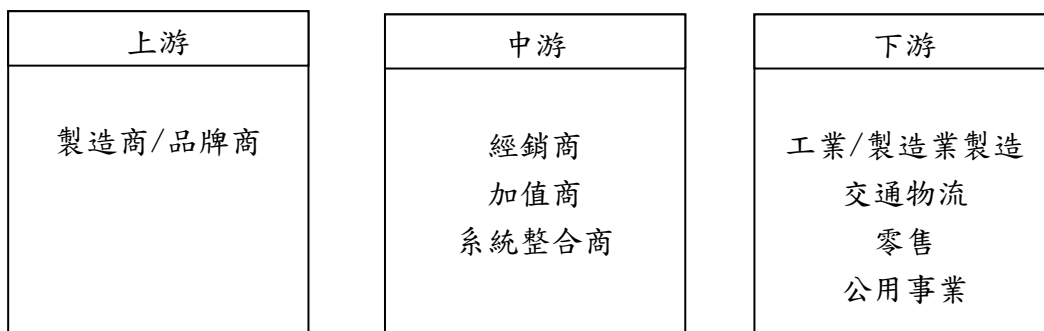 上游
製造商/品牌商
中游
經銷商
加值商
系統整合商
下游
工業/製造業製造
交通物流
零售
公用事業